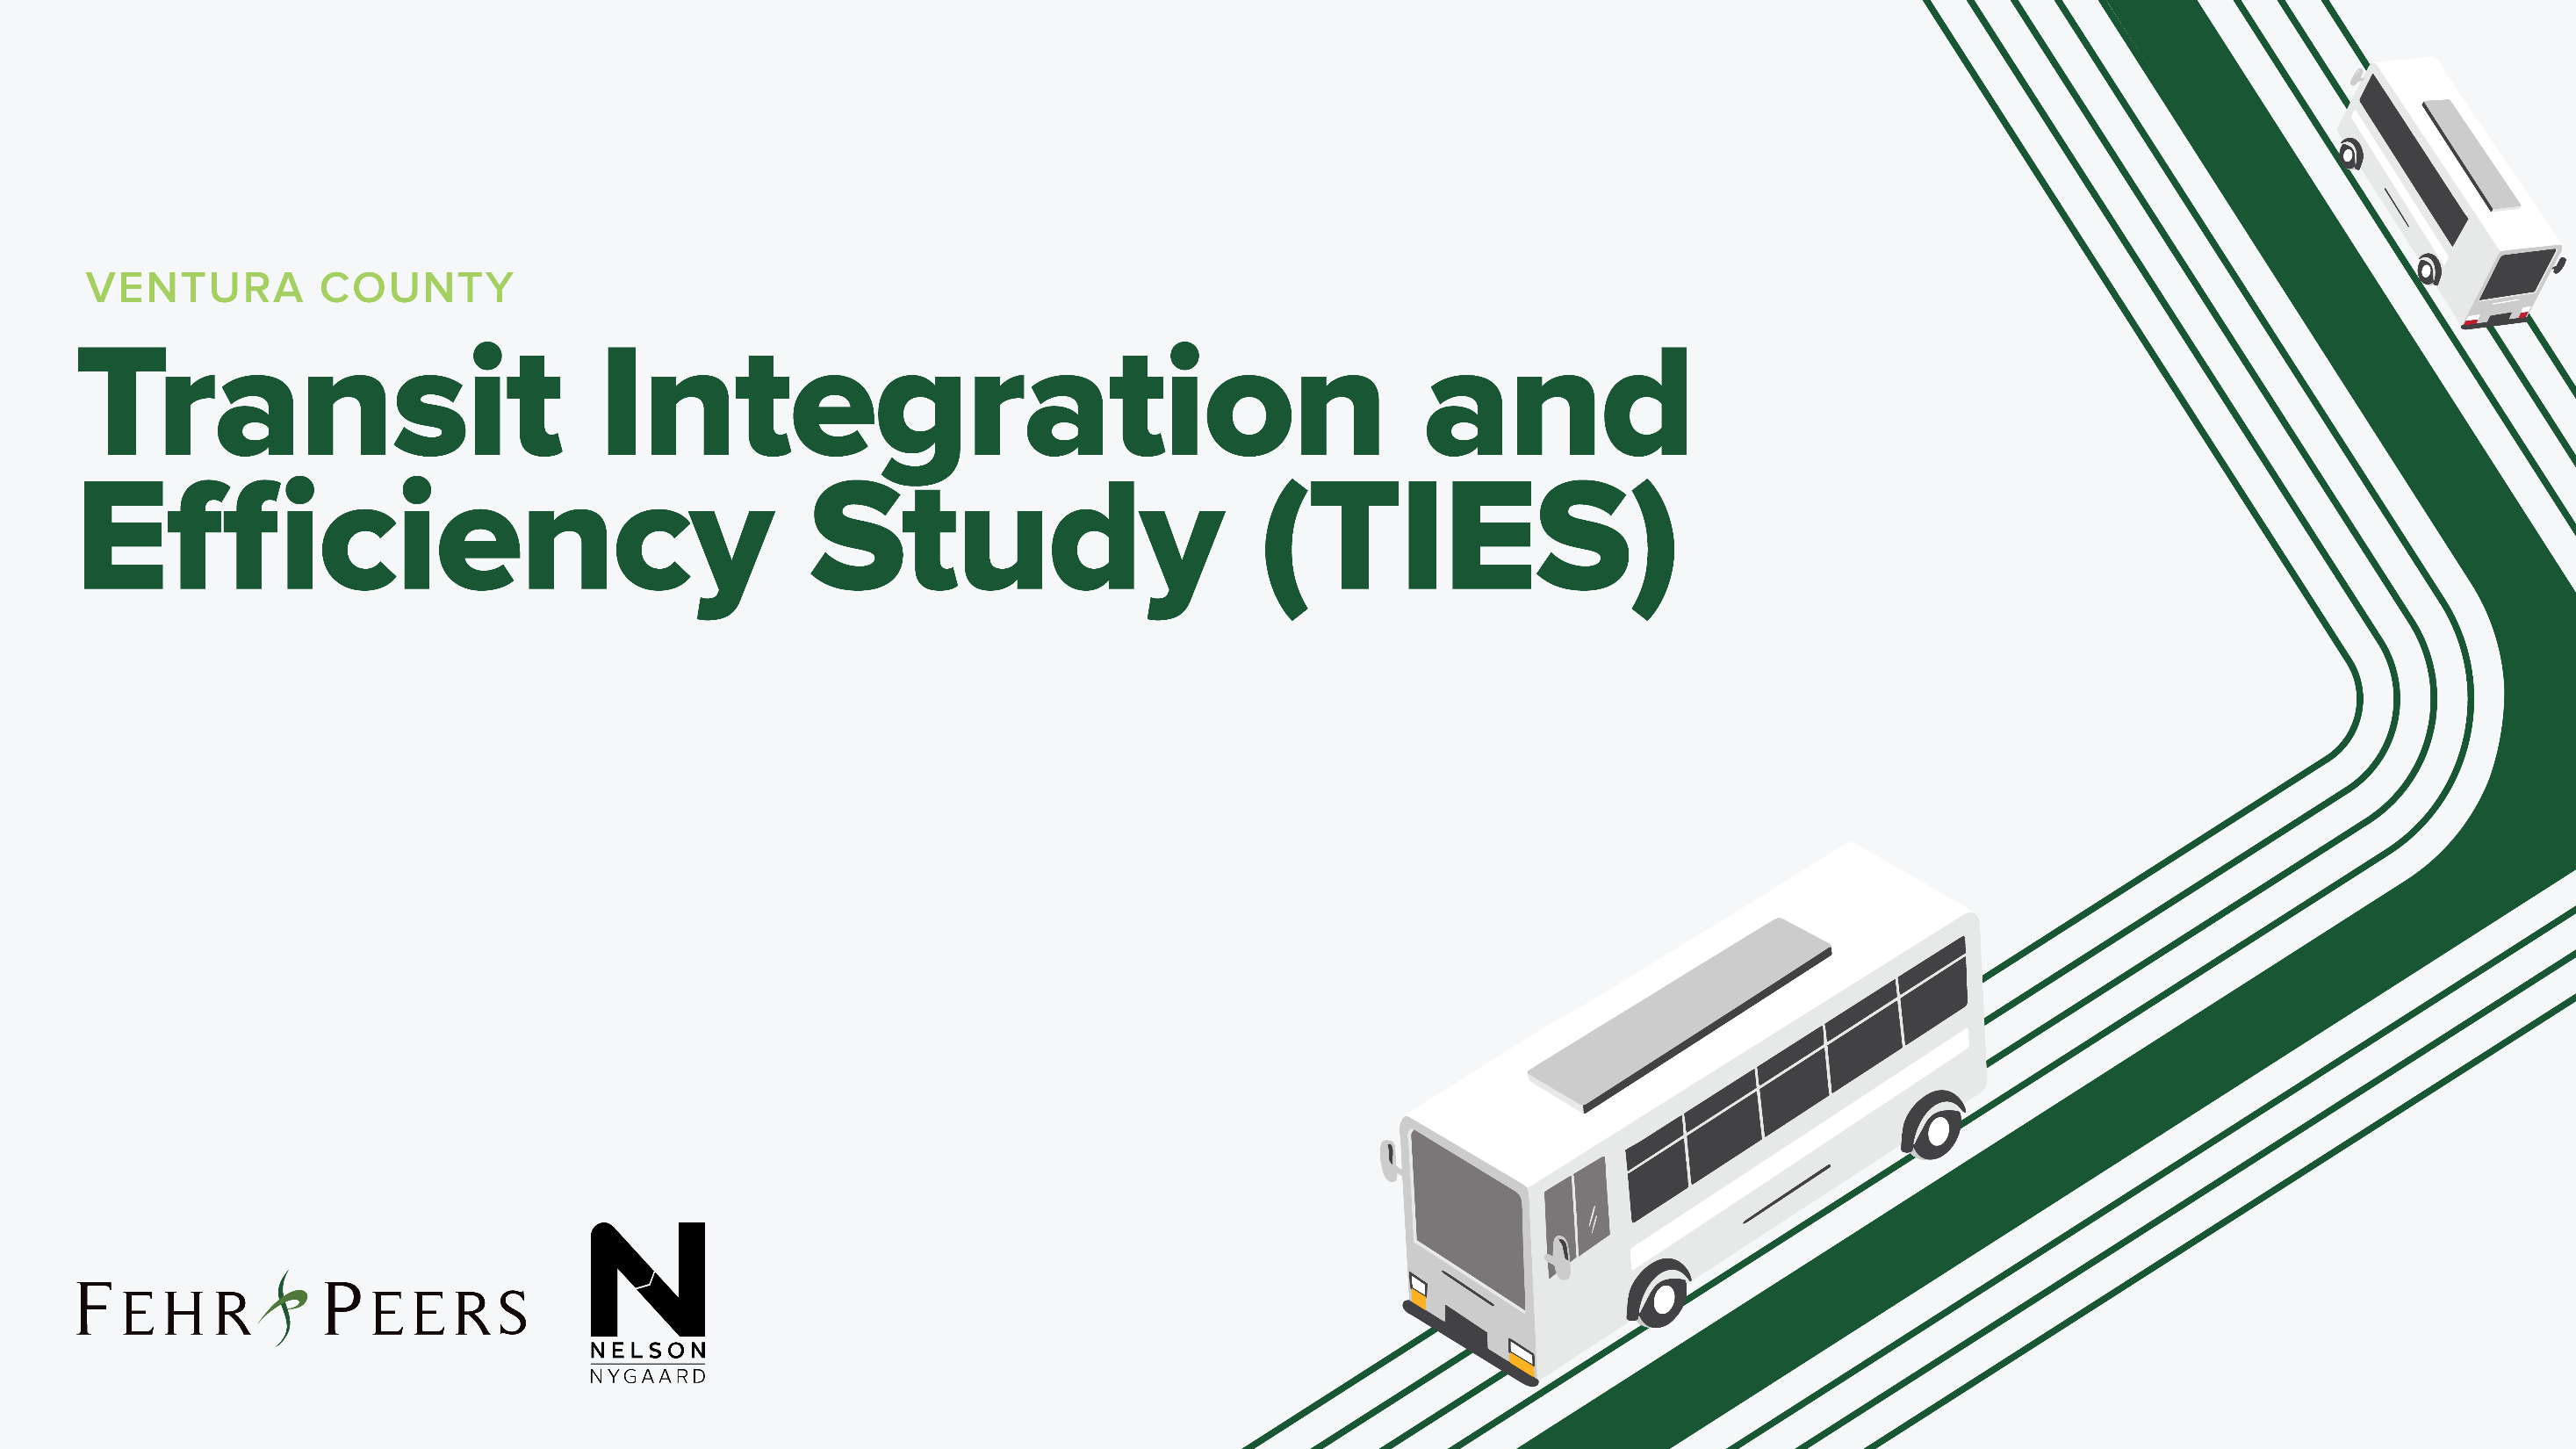 VENTURA COUNTY
Transit Integration and
Efficiency Study (TIES)
FEHR PEERS
N
NELSON
NYGAARD